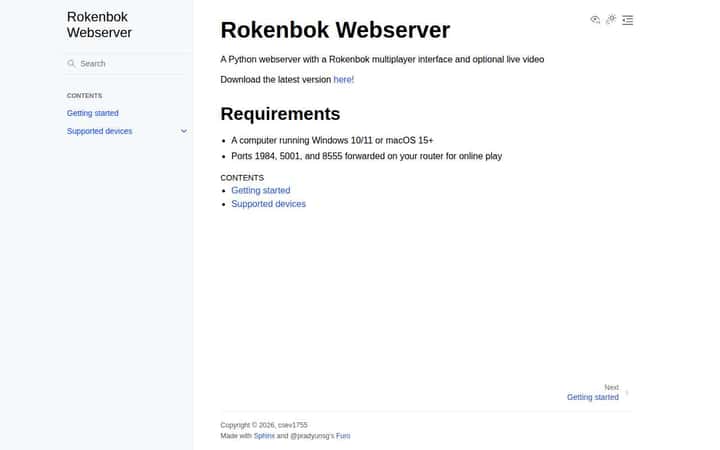 Rokenbok
Webserver
Search
CONTENTS
Getting started
Supported devices
Rokenbok Webserver
A Python webserver with a Rokenbok multiplayer interface and optional live video
Download the latest version here!
Requirements
• A computer running Windows 10/11 or macOS 15+
• Ports 1984, 5001, and 8555 forwarded on your router for online play
CONTENTS
• Getting started
• Supported devices
Next
Getting started
Copyright © 2026, csev1755
Made with Sphinx and @pradyunsg's Furo